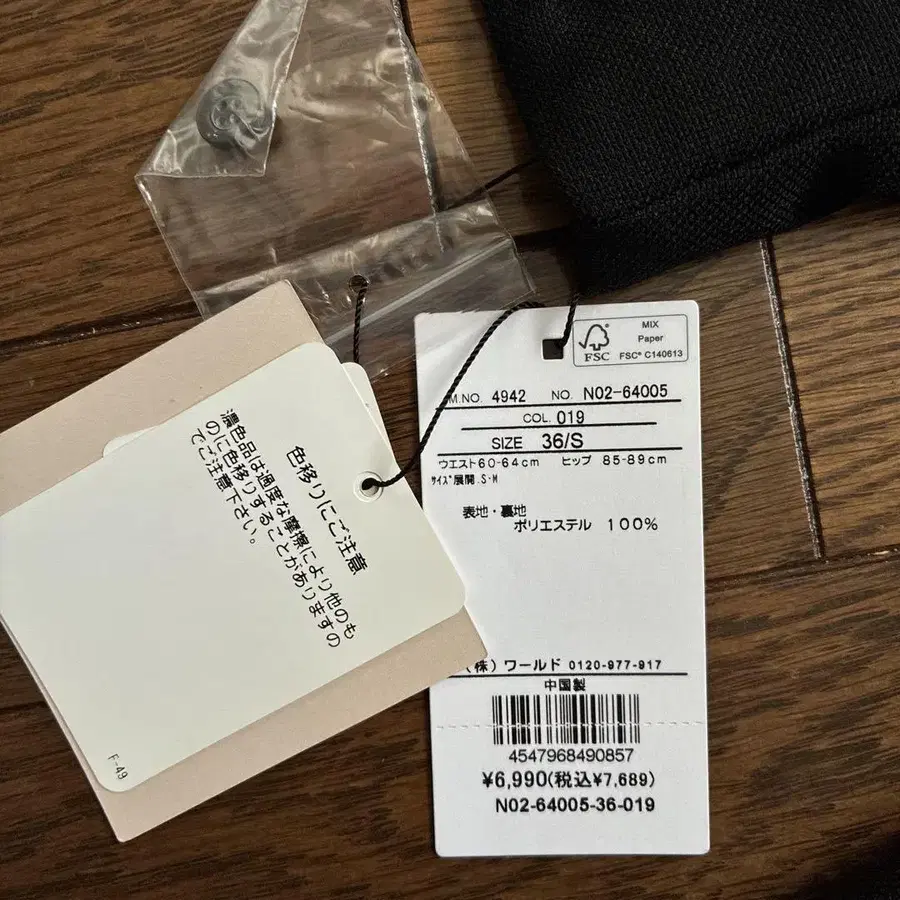 色移りにご注意
濃色品は適度な摩擦により他のも
のに色移りすることがありますの
でご注意下さい。
F-49
FSC
MIX
Paper
FSC® C140613
M.NO. 4942 NO. N02-64005
COL. 019
SIZE 36/S
ウエスト60-64cm ヒップ 85-89cm
サイズ展開.S・M
表地・裏地
ポリエステル 100%
(株)ワールド 0120-977-917
中国製
4547968490857
¥6,990(税込¥7,689)
N02-64005-36-019